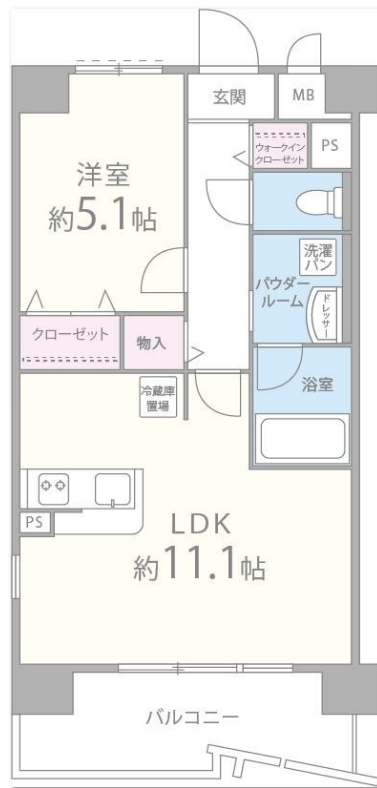 玄関
MB
ウォークイン
クローゼット
PS
洋室
約5.1帖
洗濯
パン
パウダー
ルーム
ドレッサー
クローゼット
物入
浴室
冷蔵庫
置場
PS
LDK
約11.1帖
バルコニー